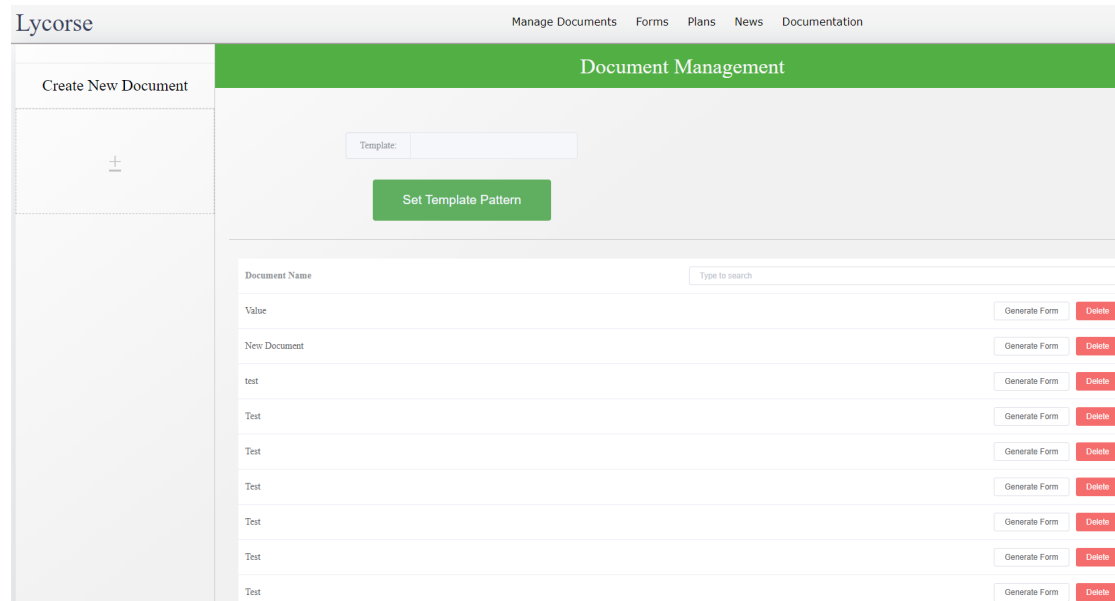 Lycorse
Manage Documents Forms Plans News Documentation
Create New Document
Document Management
Template:
Set Template Pattern
Document Name Type to search
Value Generate Form Delete
New Document Generate Form Delete
test Generate Form Delete
Test Generate Form Delete
Test Generate Form Delete
Test Generate Form Delete
Test Generate Form Delete
Test Generate Form Delete
Test Generate Form Delete